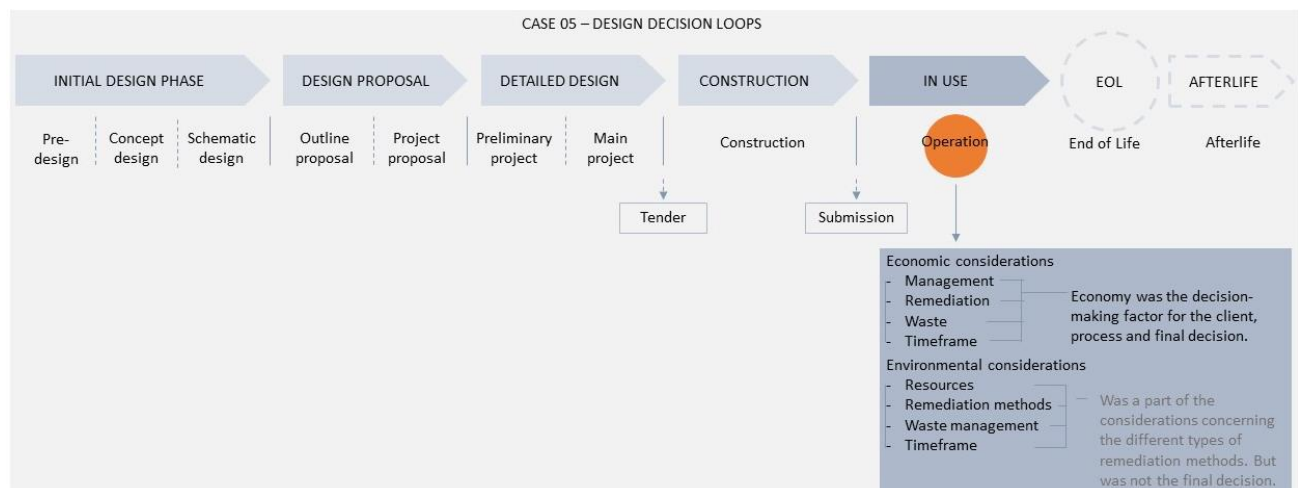 CASE 05 – DESIGN DECISION LOOPS
INITIAL DESIGN PHASE
DESIGN PROPOSAL
DETAILED DESIGN
CONSTRUCTION
IN USE
EOL
AFTERLIFE
Pre-
design
Concept
design
Schematic
design
Outline
proposal
Project
proposal
Preliminary
project
Main
project
Construction
Operation
End of Life
Afterlife
Tender
Submission
Economic considerations
- Management
- Remediation
- Waste
- Timeframe
Economy was the decision-
making factor for the client,
process and final decision.
Environmental considerations
- Resources
- Remediation methods
- Waste management
- Timeframe
Was a part of the
considerations concerning
the different types of
remediation methods. But
was not the final decision.